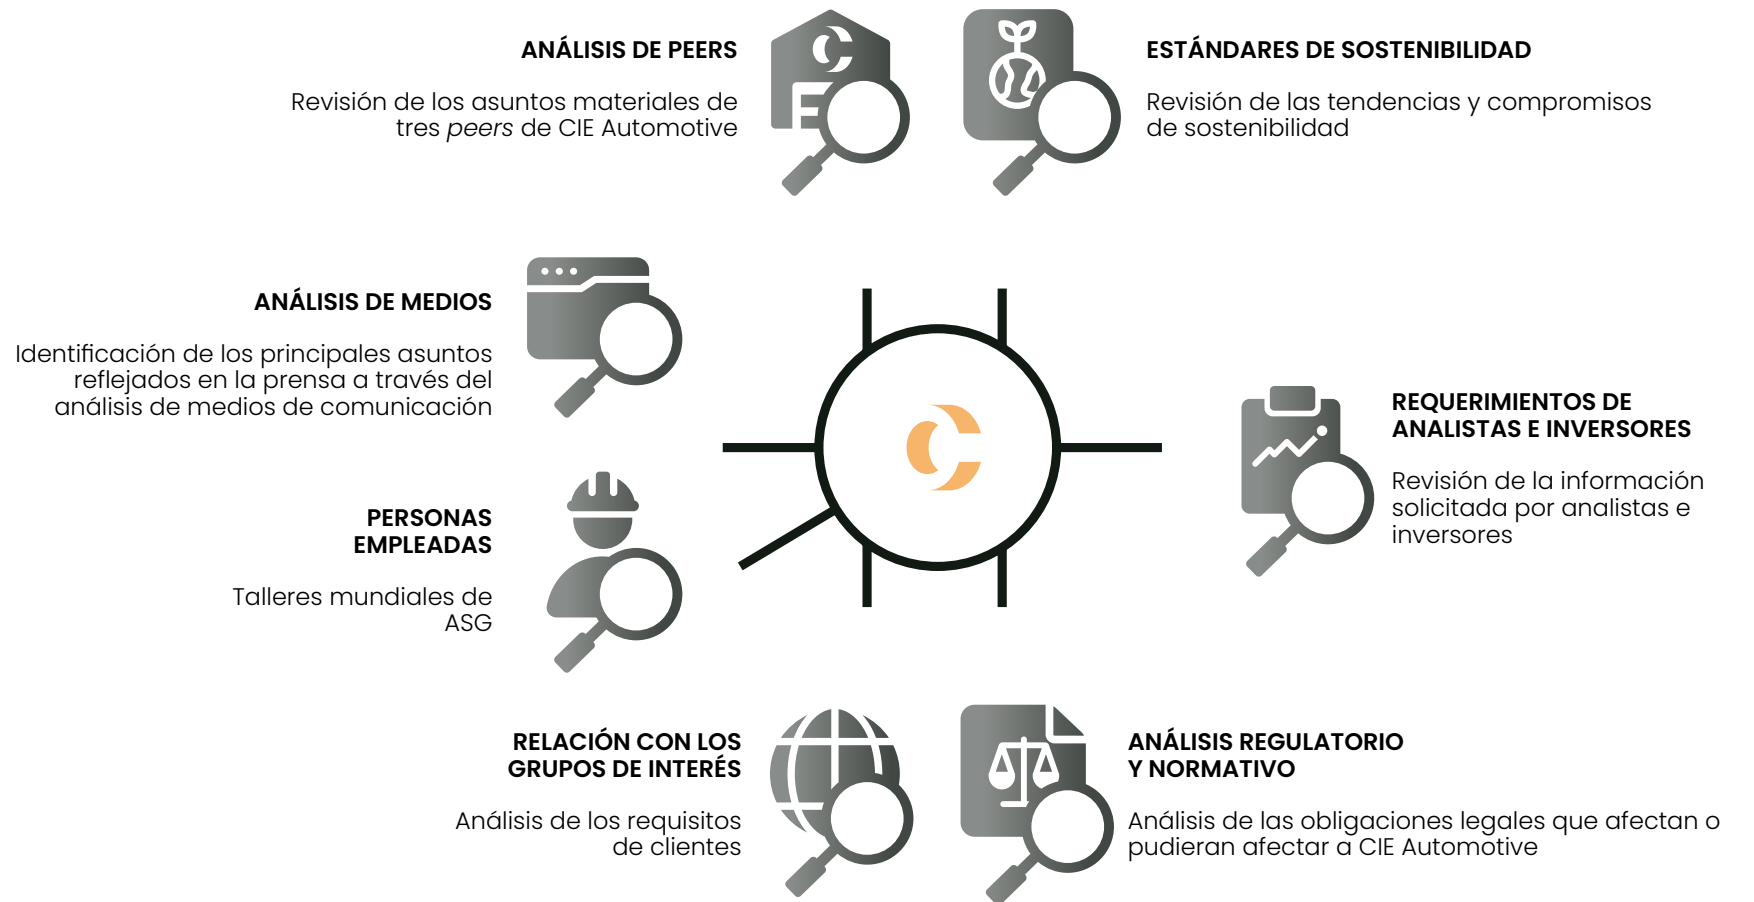 ANÁLISIS DE PEERS
Revisión de los asuntos materiales de
tres peers de CIE Automotive
ESTÁNDARES DE SOSTENIBILIDAD
Revisión de las tendencias y compromisos
de sostenibilidad
ANÁLISIS DE MEDIOS
Identificación de los principales asuntos
reflejados en la prensa a través del
análisis de medios de comunicación
REQUERIMIENTOS DE
ANALISTAS E INVERSORES
Revisión de la información
solicitada por analistas e
inversores
PERSONAS
EMPLEADAS
Talleres mundiales de
ASG
RELACIÓN CON LOS
GRUPOS DE INTERÉS
Análisis de los requisitos
de clientes
ANÁLISIS REGULATORIO
Y NORMATIVO
Análisis de las obligaciones legales que afectan o
pudieran afectar a CIE Automotive